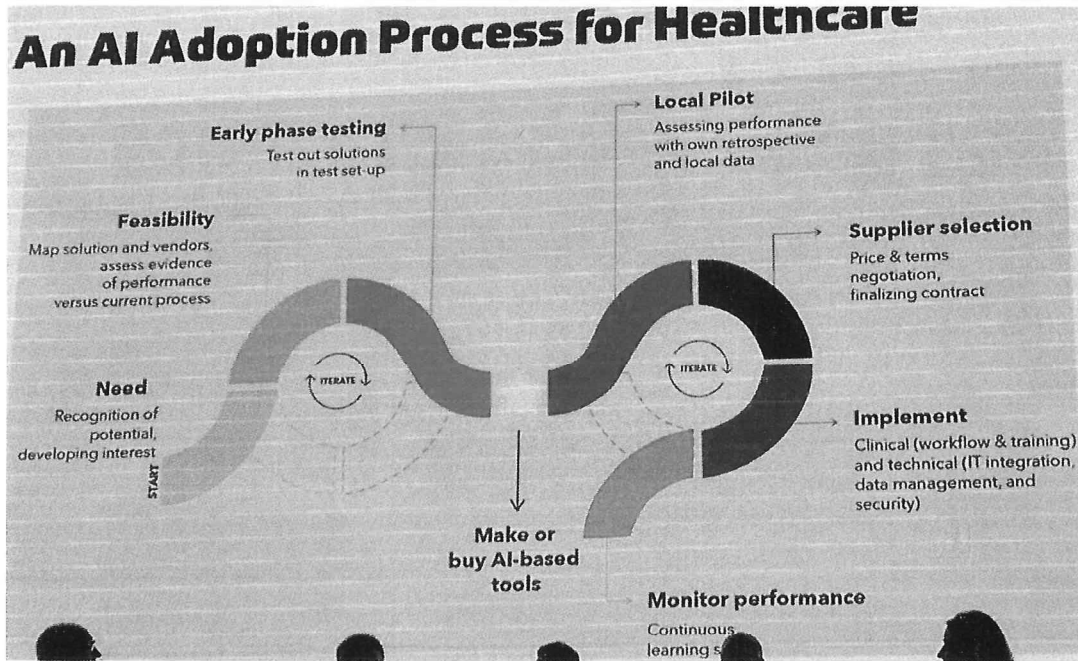 An AI Adoption Process for Healthcare
Early phase testing
Test out solutions
in test set-up
Feasibility
Map solution and vendors,
assess evidence
of performance
versus current process
Need
Recognition of
potential,
developing interest
START
ITERATE
Make or
buy AI-based
tools
Local Pilot
Assessing performance
with own retrospective
and local data
Supplier selection
Price & terms
negotiation,
finalizing contract
ITERATE
Implement
Clinical (workflow & training)
and technical (IT integration,
data management, and
security)
Monitor performance
Continuous
learning